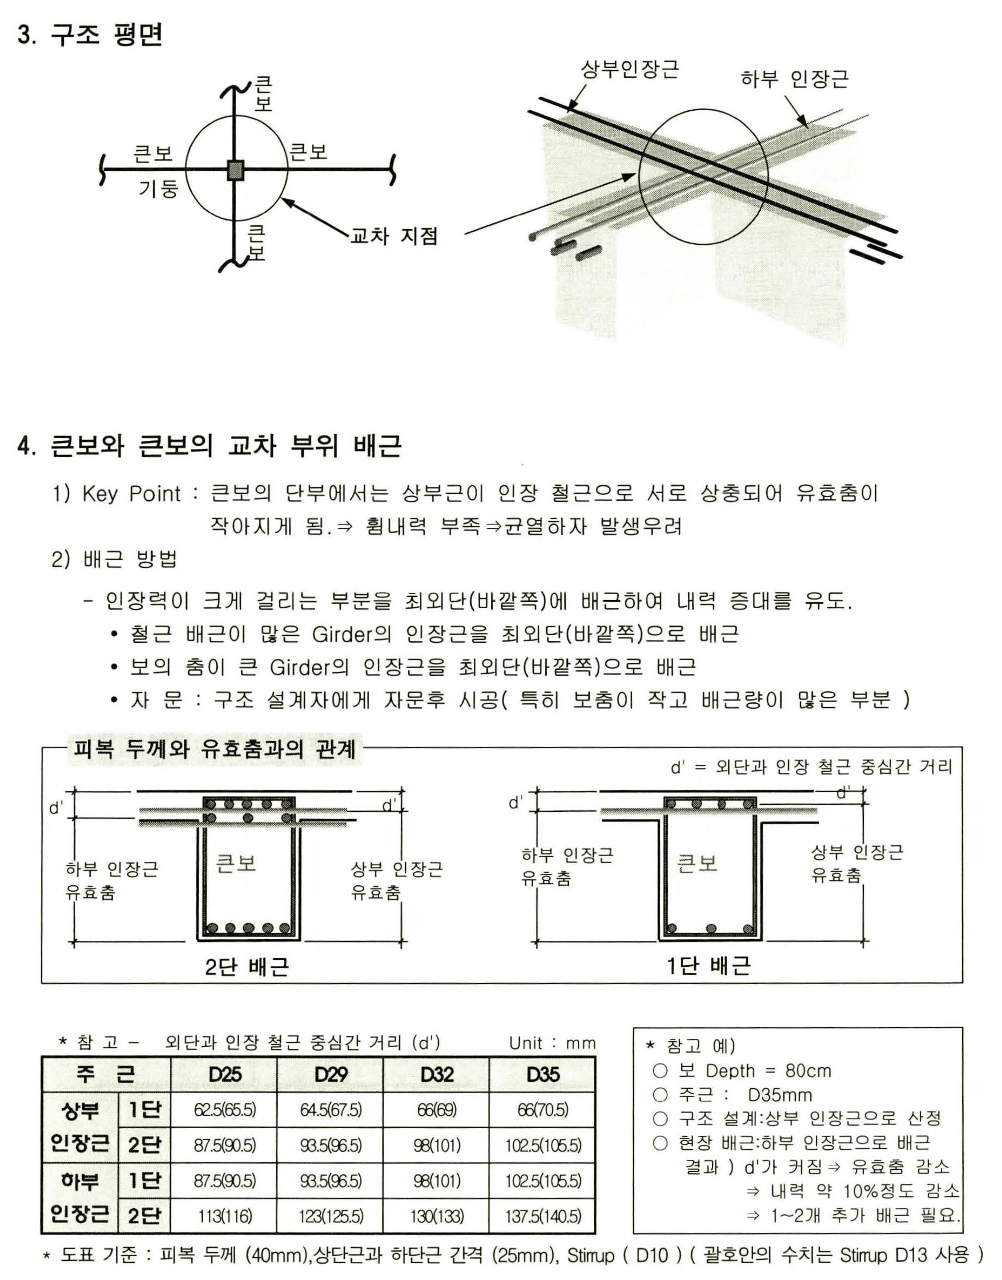 3. 구조 평면
상부인장근
하부 인장근
큰
보
큰보
큰보
기둥
큰
보
교차 지점
4. 큰보와 큰보의 교차 부위 배근
1) Key Point : 큰보의 단부에서는 상부근이 인장 철근으로 서로 상충되어 유효춤이
작아지게 됨.⇒ 휨내력 부족⇒균열하자 발생우려
2) 배근 방법
- 인장력이 크게 걸리는 부분을 최외단(바깥쪽)에 배근하여 내력 증대를 유도.
• 철근 배근이 많은 Girder의 인장근을 최외단(바깥쪽)으로 배근
• 보의 춤이 큰 Girder의 인장근을 최외단(바깥쪽)으로 배근
• 자 문 : 구조 설계자에게 자문후 시공( 특히 보춤이 작고 배근량이 많은 부분 )
피복 두께와 유효춤과의 관계
d' = 외단과 인장 철근 중심간 거리
d'
d'
d'
d'
하부 인장근
유효춤
큰보
상부 인장근
유효춤
하부 인장근
유효춤
큰보
상부 인장근
유효춤
2단 배근
1단 배근
* 참 고 - 외단과 인장 철근 중심간 거리 (d') Unit : mm
주 근 D25 D29 D32 D35
상부 인장근 1단 62.5(65.5) 64.5(67.5) 66(69) 66(70.5)
2단 87.5(90.5) 93.5(96.5) 98(101) 102.5(105.5)
하부 인장근 1단 87.5(90.5) 93.5(96.5) 98(101) 102.5(105.5)
2단 113(116) 123(125.5) 130(133) 137.5(140.5)
* 도표 기준 : 피복 두께 (40mm),상단근과 하단근 간격 (25mm), Stirrup ( D10 ) ( 괄호안의 수치는 Stirrup D13 사용 )
* 참고 예)
○ 보 Depth = 80cm
○ 주근 : D35mm
○ 구조 설계:상부 인장근으로 산정
○ 현장 배근:하부 인장근으로 배근
결과 ) d'가 커짐⇒ 유효춤 감소
⇒ 내력 약 10%정도 감소
⇒ 1~2개 추가 배근 필요.